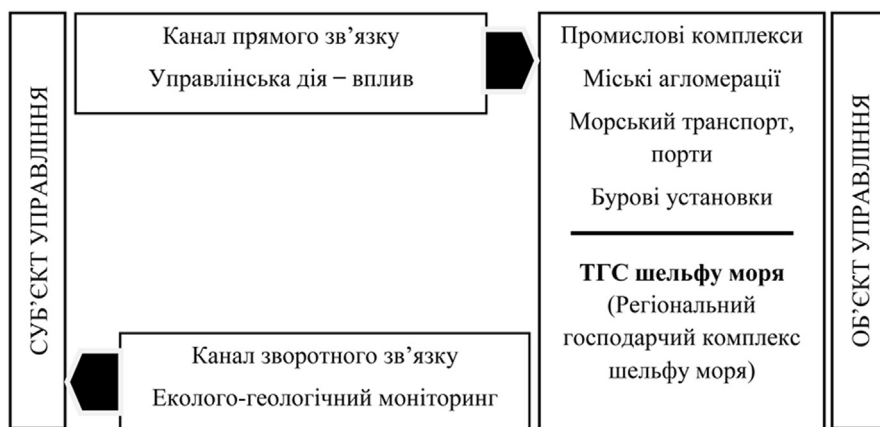 СУБ’ЄКТ УПРАВЛІННЯ
Канал прямого зв’язку
Управлінська дія – вплив
Канал зворотного зв’язку
Еколого-геологічний моніторинг
Промислові комплекси
Міські агломерації
Морський транспорт,
порти
Бурові установки
ТГС шельфу моря
(Регіональний
господарчий комплекс
шельфу моря)
ОБ’ЄКТ УПРАВЛІННЯ